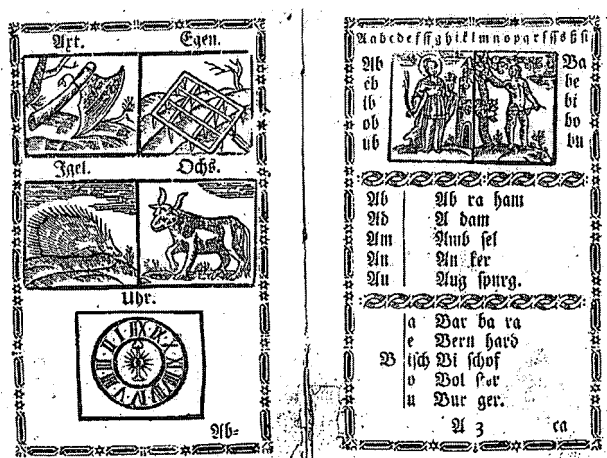 Axt. Egen.
Igel. Ochs.
Uhr.
Ab=
Ab Ba
eb be
ib bi
ob bo
ub bu
Ab Ab ra ham
Ad A dam
Am Amb ſel
An An ker
Au Aug ſpurg.
a Bar ba ra
e Bern hard
B iſch Bi ſchof
o Bol ſter
u Bur ger.
A 3 ca